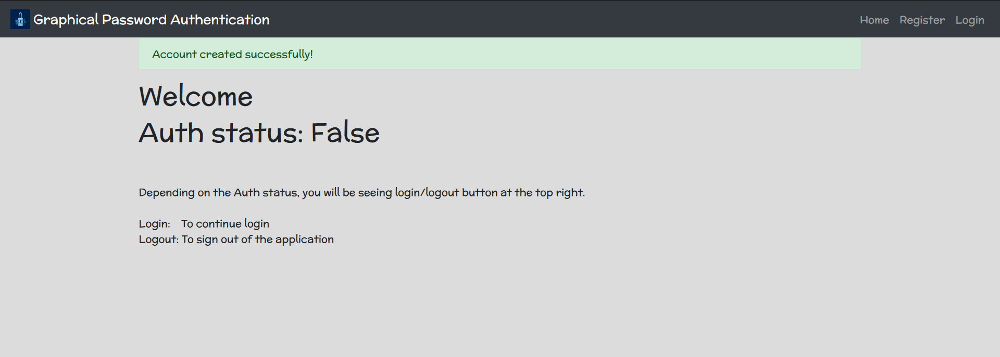 Graphical Password Authentication
Home Register Login
Account created successfully!
Welcome
Auth status: False
Depending on the Auth status, you will be seeing login/logout button at the top right.
Login: To continue login
Logout: To sign out of the application